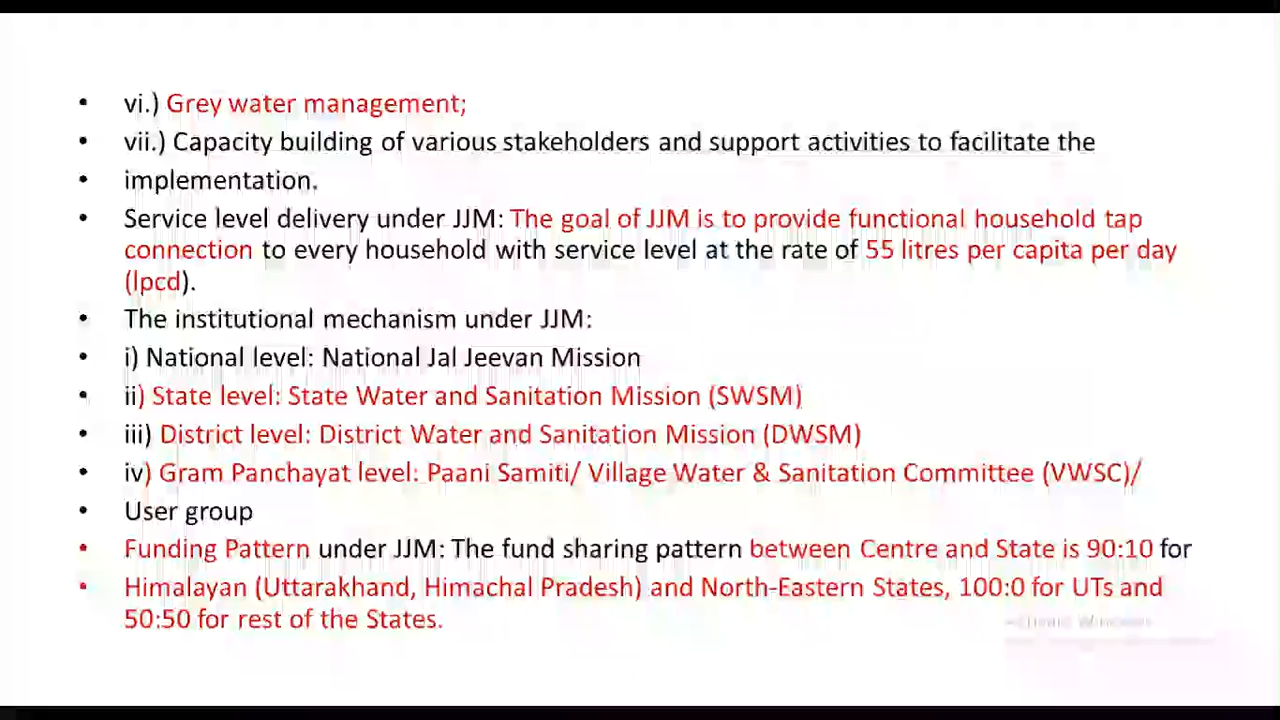 • vi.) Grey water management;
• vii.) Capacity building of various stakeholders and support activities to facilitate the
• implementation.
• Service level delivery under JJM: The goal of JJM is to provide functional household tap
connection to every household with service level at the rate of 55 litres per capita per day
(lpcd).
• The institutional mechanism under JJM:
• i) National level: National Jal Jeevan Mission
• ii) State level: State Water and Sanitation Mission (SWSM)
• iii) District level: District Water and Sanitation Mission (DWSM)
• iv) Gram Panchayat level: Paani Samiti/ Village Water & Sanitation Committee (VWSC)/
• User group
• Funding Pattern under JJM: The fund sharing pattern between Centre and State is 90:10 for
• Himalayan (Uttarakhand, Himachal Pradesh) and North-Eastern States, 100:0 for UTs and
50:50 for rest of the States.